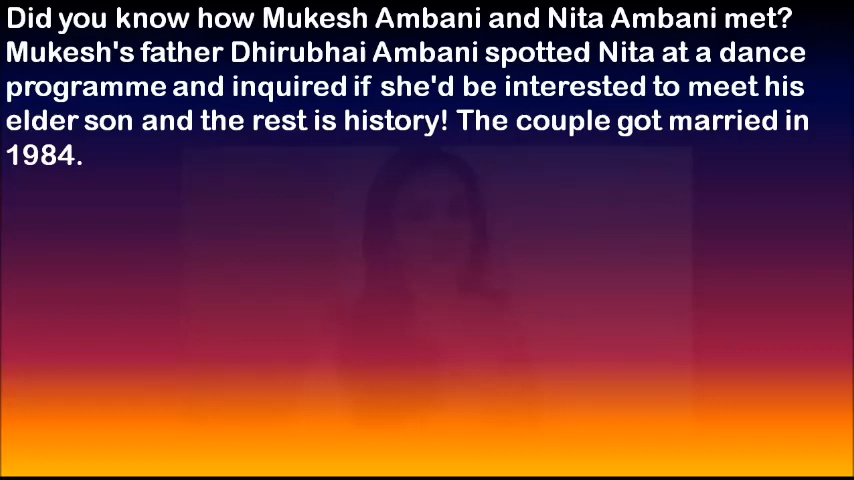 Did you know how Mukesh Ambani and Nita Ambani met?
Mukesh's father Dhirubhai Ambani spotted Nita at a dance
programme and inquired if she'd be interested to meet his
elder son and the rest is history! The couple got married in
1984.